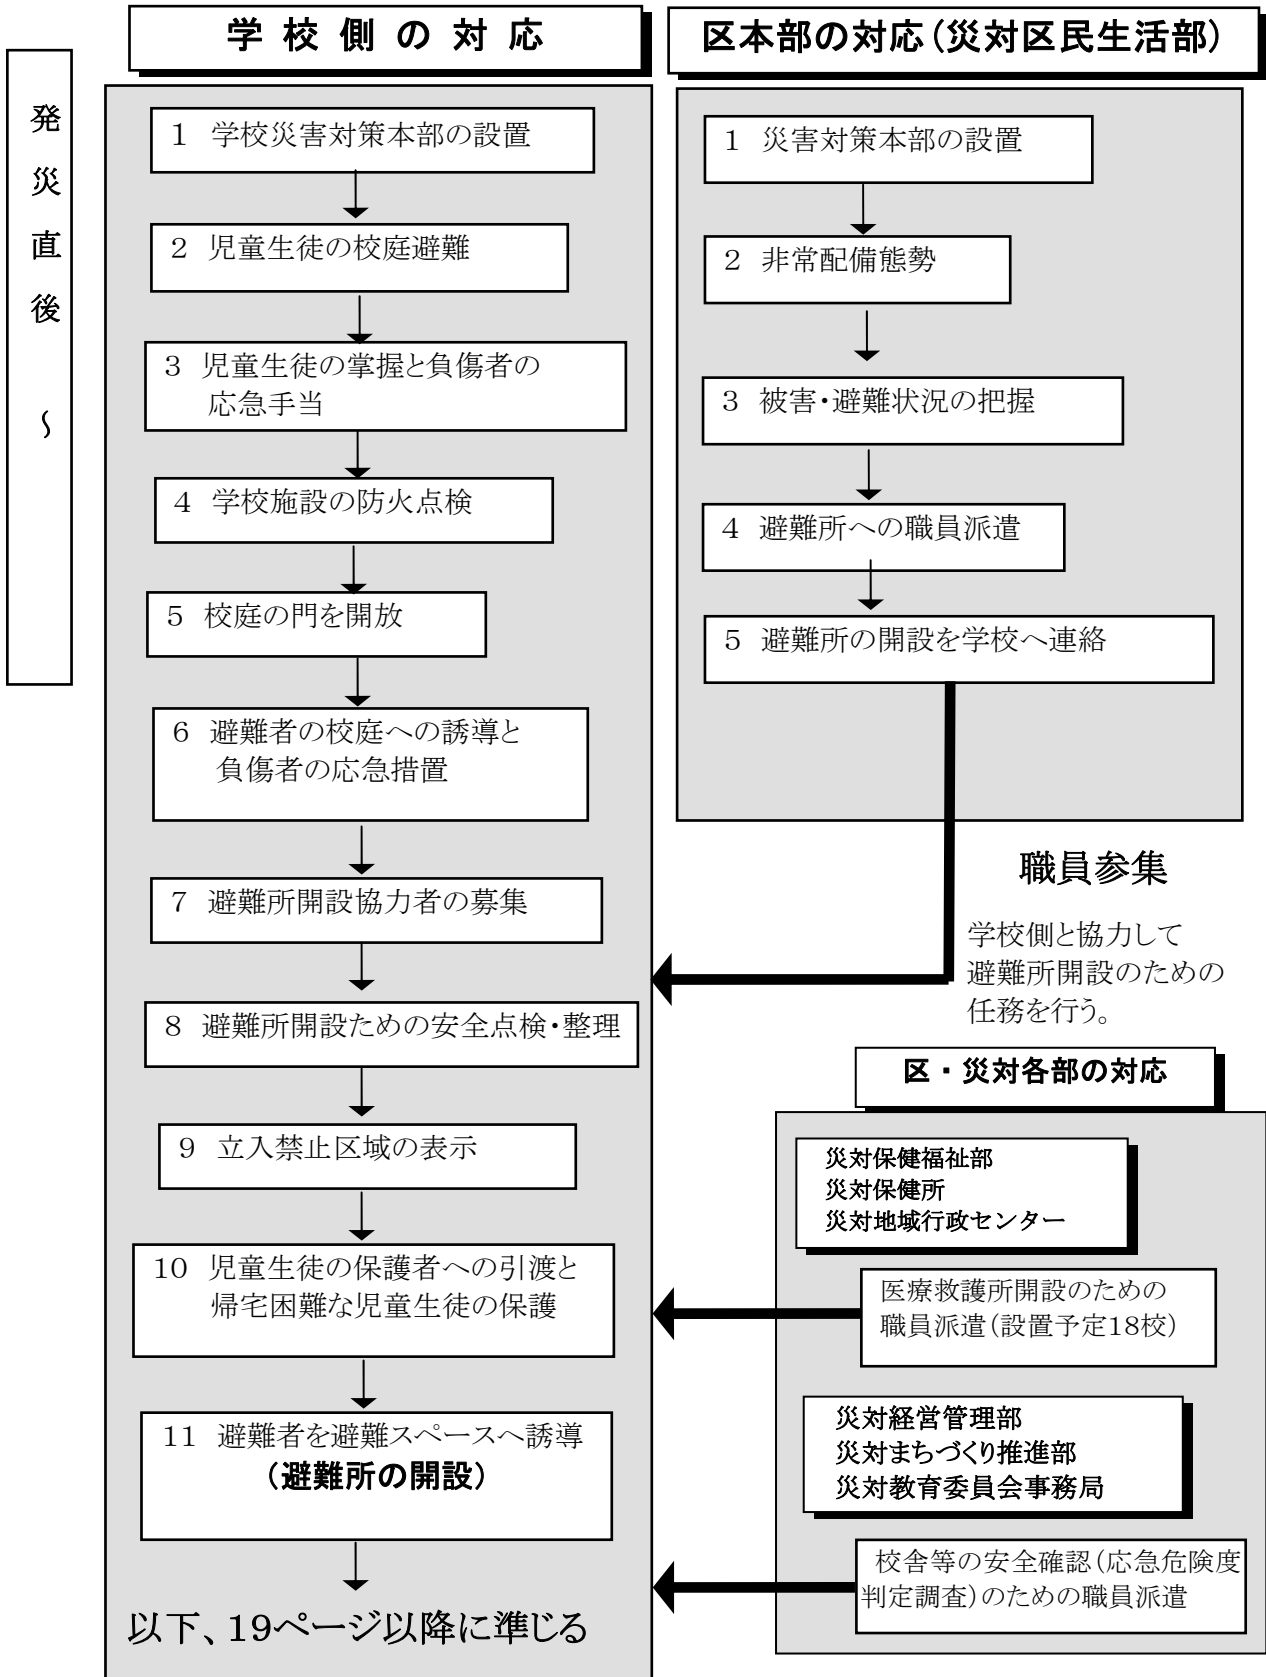 学校側の対応
区本部の対応(災対区民生活部)
発災直後 ～
1 学校災害対策本部の設置
2 児童生徒の校庭避難
3 児童生徒の掌握と負傷者の
応急手当
4 学校施設の防火点検
5 校庭の門を開放
6 避難者の校庭への誘導と
負傷者の応急措置
7 避難所開設協力者の募集
8 避難所開設ための安全点検・整理
9 立入禁止区域の表示
10 児童生徒の保護者への引渡と
帰宅困難な児童生徒の保護
11 避難者を避難スペースへ誘導
(避難所の開設)
以下、19ページ以降に準じる
1 災害対策本部の設置
2 非常配備態勢
3 被害・避難状況の把握
4 避難所への職員派遣
5 避難所の開設を学校へ連絡
職員参集
学校側と協力して
避難所開設のための
任務を行う。
区・災対各部の対応
災対保健福祉部
災対保健所
災対地域行政センター
医療救護所開設のための
職員派遣(設置予定18校)
災対経営管理部
災対まちづくり推進部
災対教育委員会事務局
校舎等の安全確認(応急危険度
判定調査)のための職員派遣